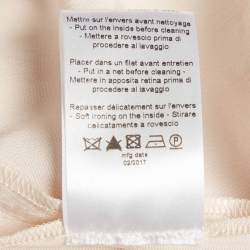 Mettre sur l'envers avant nettoyage
- Put on the inside before cleaning
- Mettere a rovescio prima di
procedere al lavaggio
Placer dans un filet avant entretien
- Put in a net before cleaning -
Mettere in apposita retina prima di
procedere al lavaggio
Repasser délicatement sur l'envers
- Soft ironing on the inside - Stirare
delicatamente a rovescio
P
mfg date
02/2017